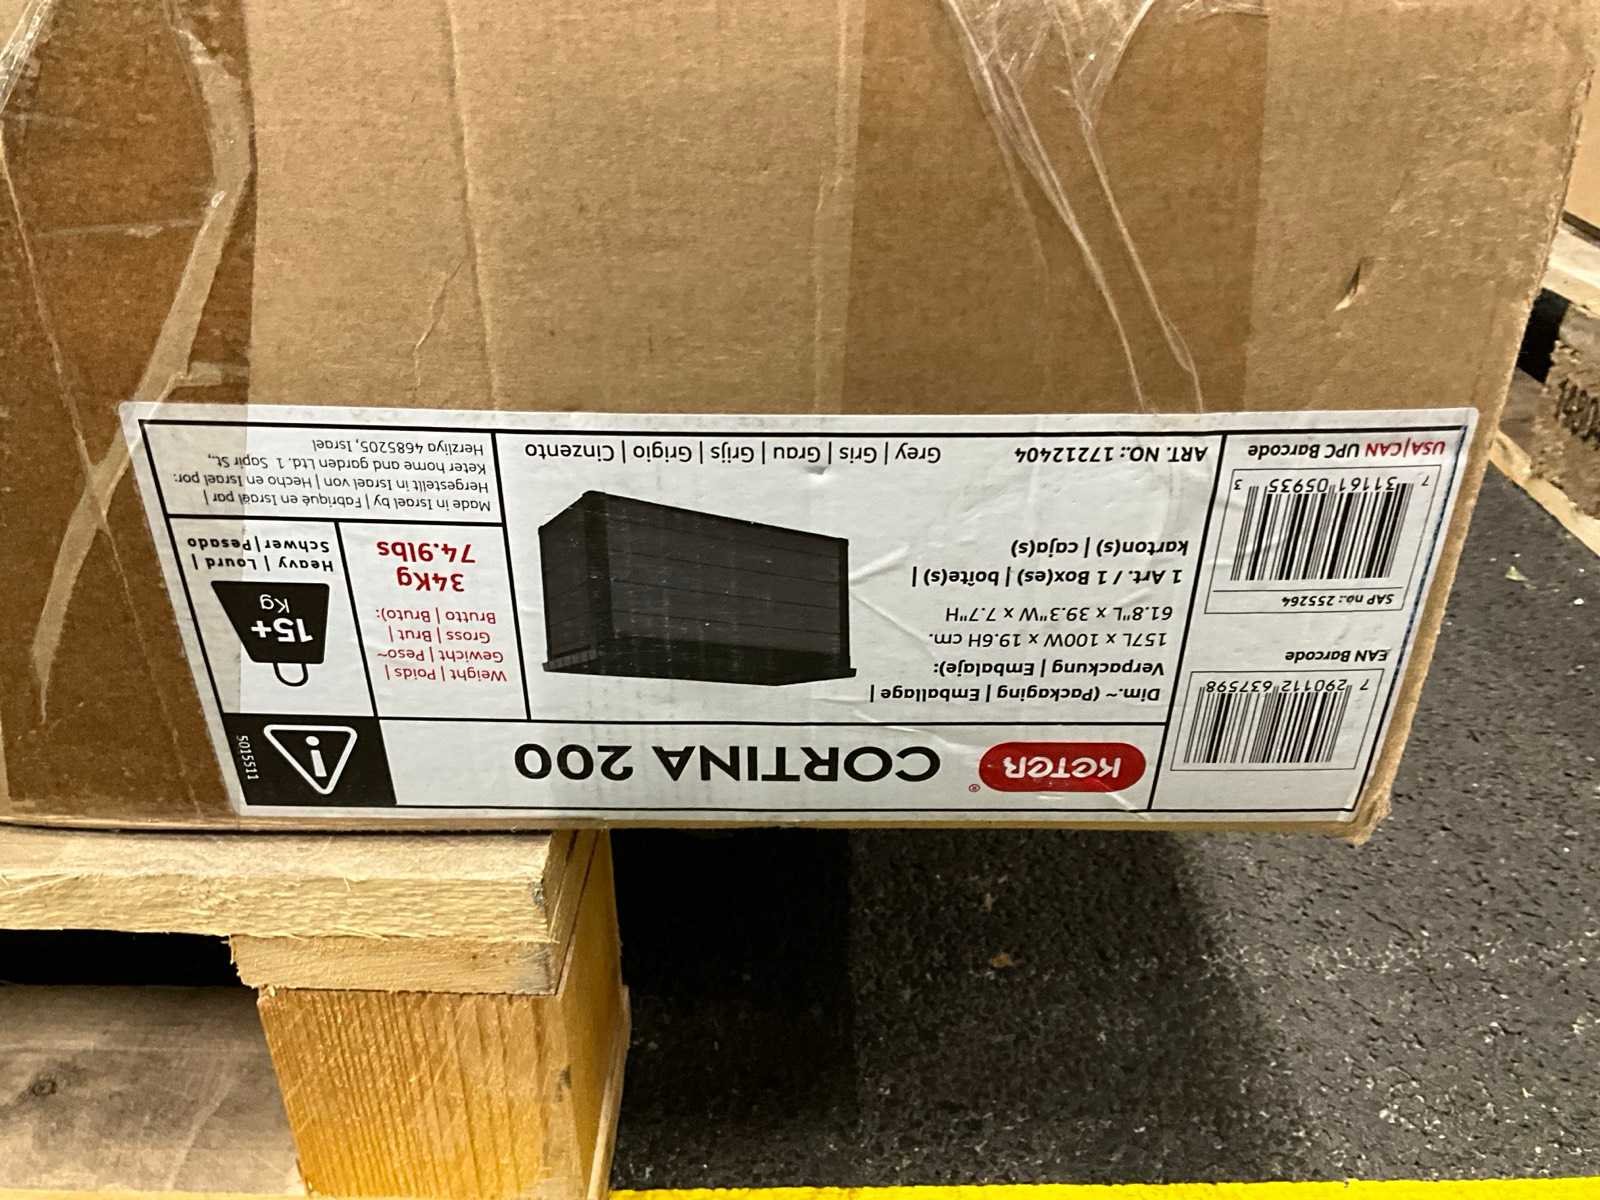 KETER®
CORTINA 200
5015511
7 290112 637598
EAN Barcode
SAP no.: 255264
7 31161 05935 3
USA|CAN UPC Barcode
Dim.~ (Packaging | Emballage |
Verpackung | Embalaje):
157L x 100W x 19.6H cm.
61.8"L x 39.3"W x 7.7"H
1 Art. / 1 Box(es) | boîte(s) |
karton(s) | caja(s)
ART. NO.: 17212404
Grey | Gris | Grau | Grijs | Grigio | Cinzento
Weight | Poids |
Gewicht | Peso~
Gross | Brut |
Brutto | Bruto):
34Kg
74.9lbs
15+
Kg
Heavy | Lourd |
Schwer | Pesado
Made in Israel by | Fabriqué en Israël par |
Hergestellt in Israel von | Hecho en Israel por:
Keter home and garden Ltd. 1 Sapir St.,
Herzliya 4685205, Israel